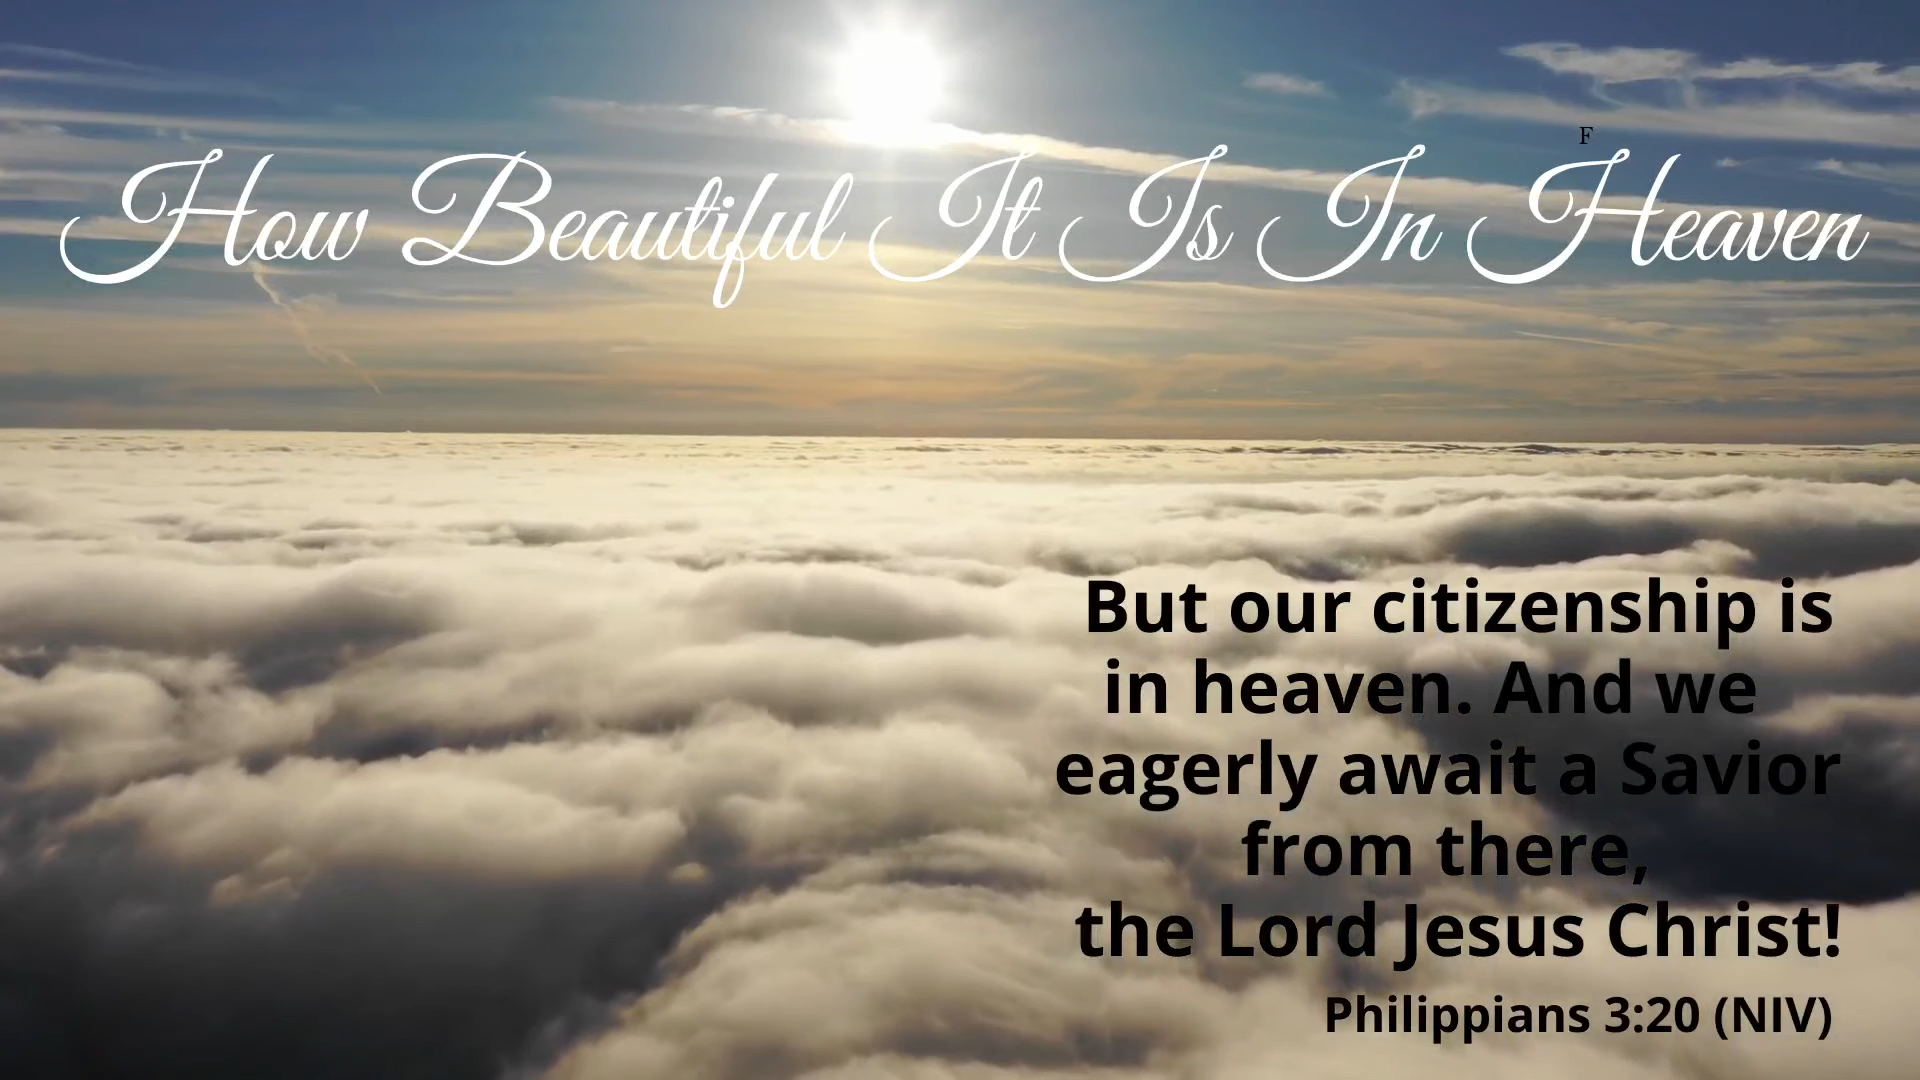 F
How Beautiful It Is In Heaven
But our citizenship is
in heaven. And we
eagerly await a Savior
from there,
the Lord Jesus Christ!
Philippians 3:20 (NIV)